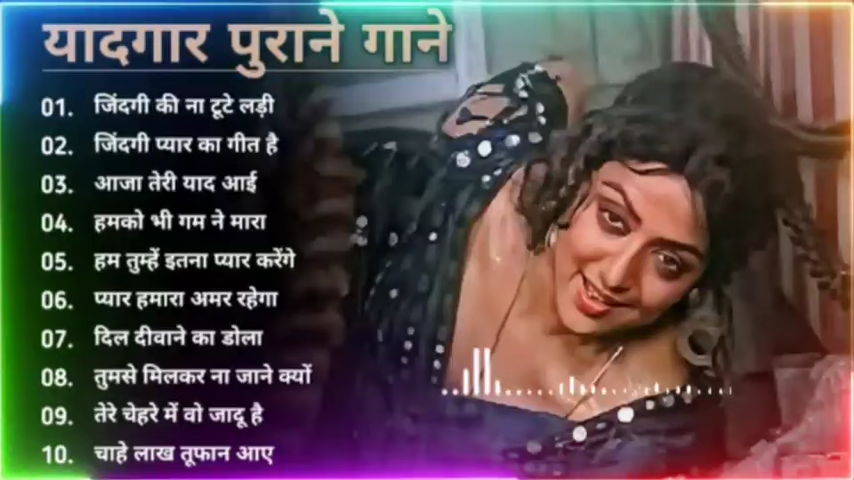 यादगार पुराने गाने
01. जिंदगी की ना टूटे लड़ी
02. जिंदगी प्यार का गीत है
03. आजा तेरी याद आई
04. हमको भी गम ने मारा
05. हम तुम्हें इतना प्यार करेंगे
06. प्यार हमारा अमर रहेगा
07. दिल दीवाने का डोला
08. तुमसे मिलकर ना जाने क्यों
09. तेरे चेहरे में वो जादू है
10. चाहे लाख तूफान आए